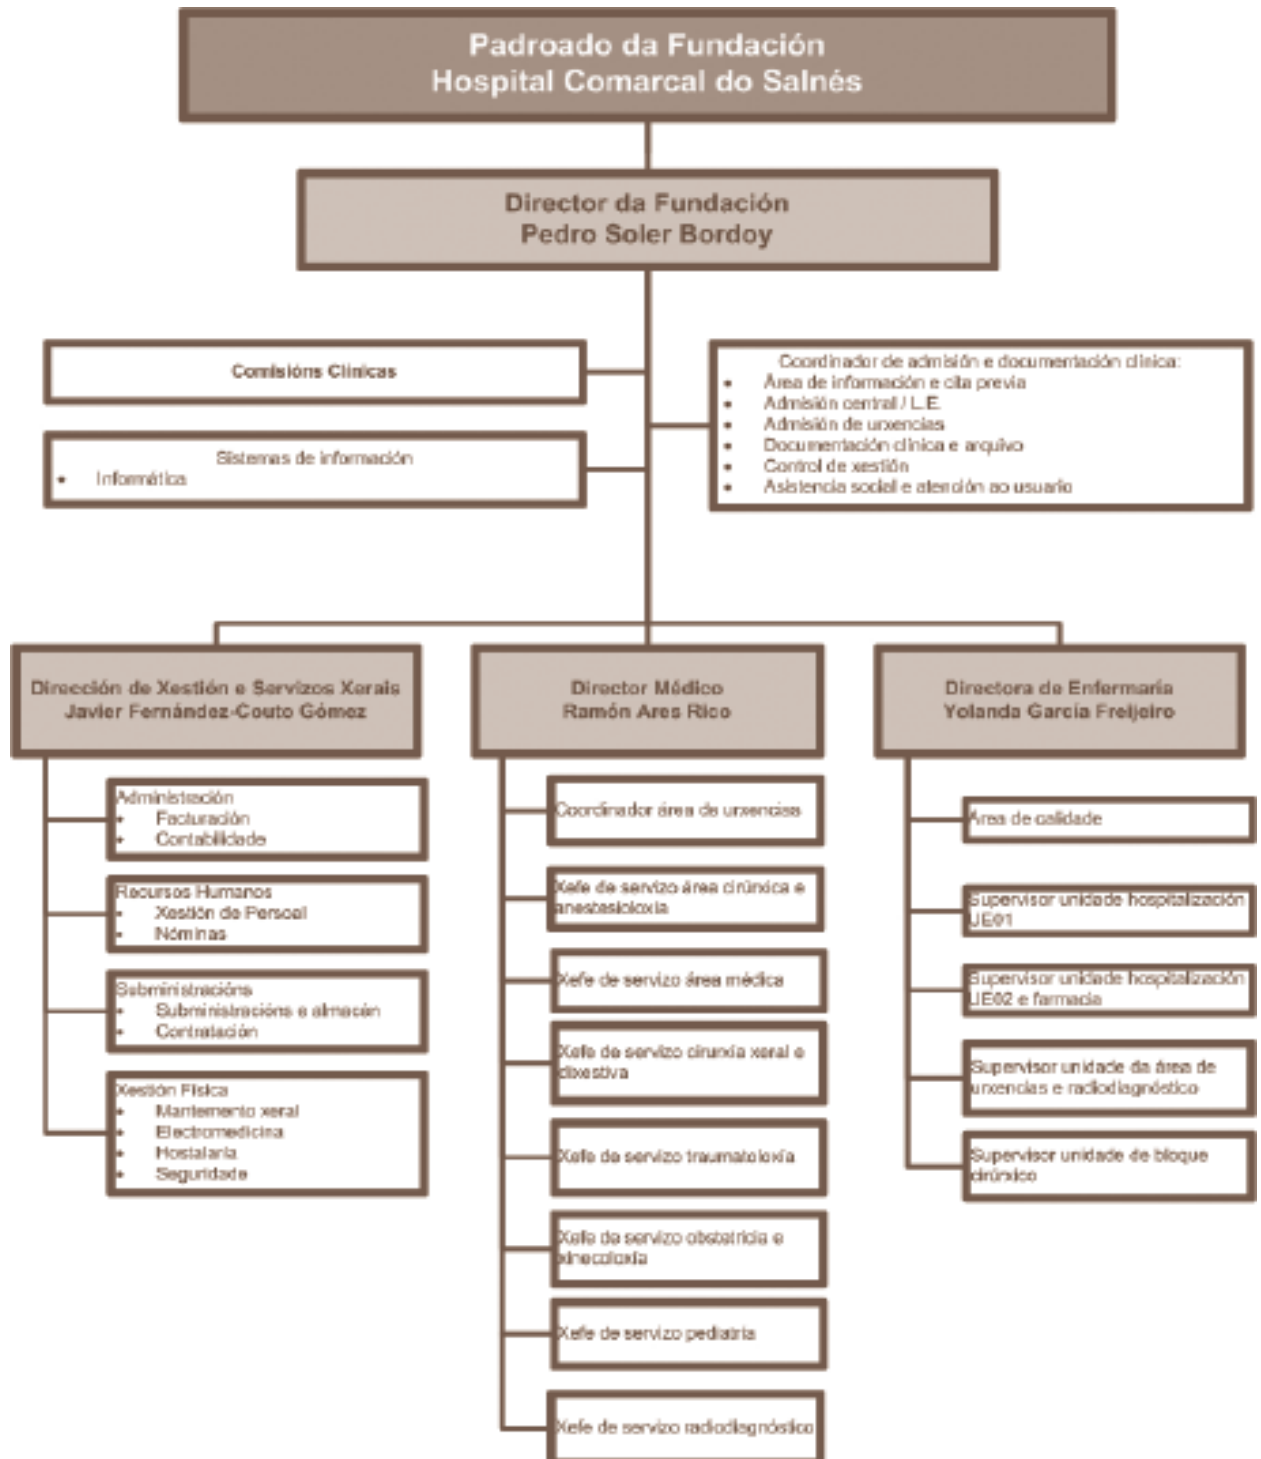 Padroado da Fundación
Hospital Comarcal do Salnés
Director da Fundación
Pedro Soler Bordoy
Comisións Clínicas
Sistemas de información
• Informática
Coordinador de admisión e documentación clínica:
• Área de información e cita previa
• Admisión central / L.E.
• Admisión de urxencias
• Documentación clínica e arquivo
• Control de xestión
• Asistencia social e atención ao usuario
Dirección de Xestión e Servizos Xerais
Javier Fernández-Couto Gómez
Administración
• Facturación
• Contabilidade
Recursos Humanos
• Xestión de Persoal
• Nóminas
Subministracións
• Subministracións e almacén
• Contratación
Xestión Física
• Mantemento xeral
• Electromedicina
• Hostalaría
• Seguridade
Director Médico
Ramón Ares Rico
Coordinador área de urxencias
Xefe de servizo área cirúrxica e
anestesioloxía
Xefe de servizo área médica
Xefe de servizo cirurxía xeral e
dixestiva
Xefe de servizo traumatoloxía
Xefe de servizo obstetricia e
xinecoloxía
Xefe de servizo pediatría
Xefe de servizo radiodiagnóstico
Directora de Enfermaría
Yolanda García Freijeiro
Área de calidade
Supervisor unidade hospitalización
UE01
Supervisor unidade hospitalización
UE02 e farmacia
Supervisor unidade da área de
urxencias e radiodiagnóstico
Supervisor unidade de bloque
cirúrxico